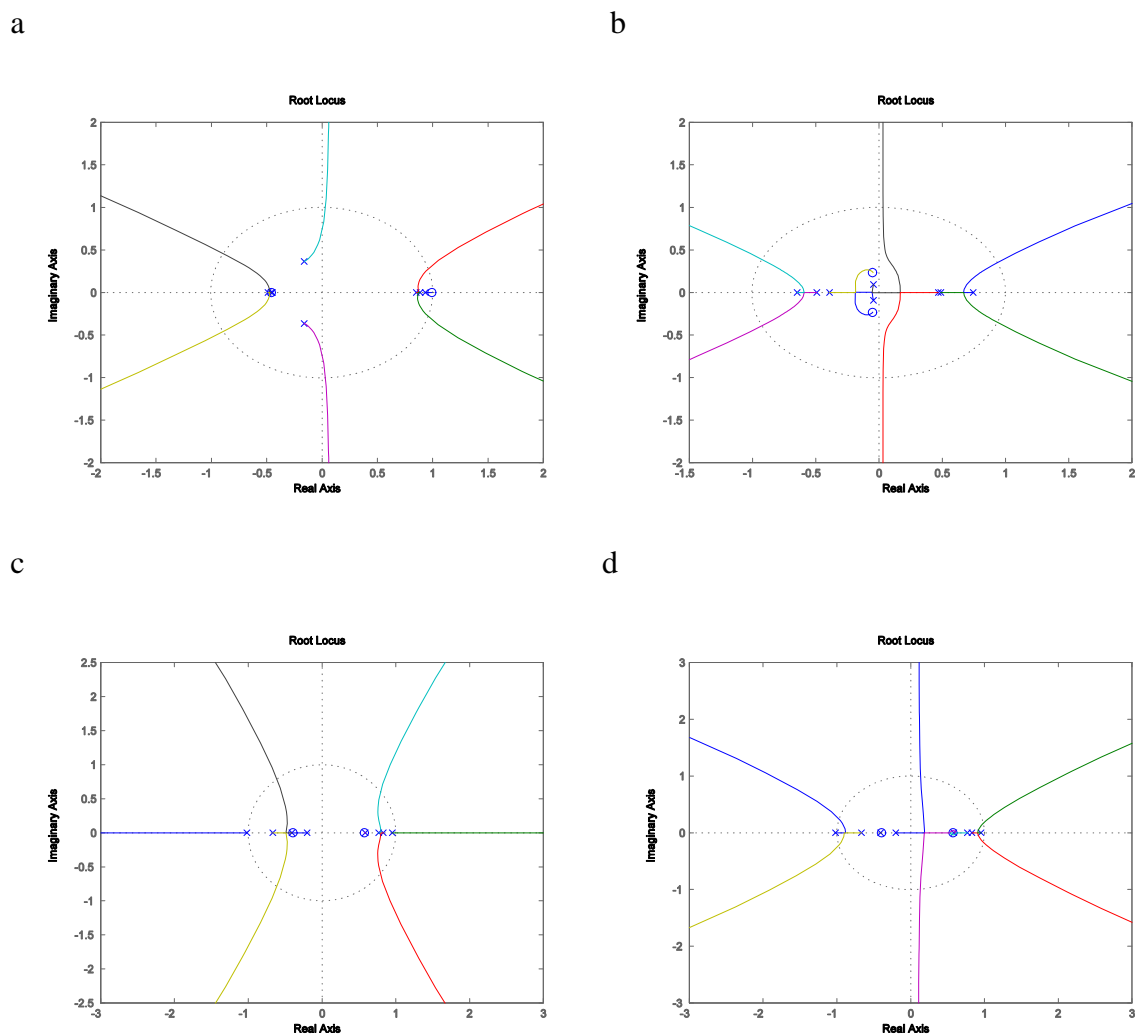 a
b
Root Locus
2
1.5
1
0.5
0
-0.5
-1
-1.5
-2
-2 -1.5 -1 -0.5 0 0.5 1 1.5 2
Real Axis
Imaginary Axis
Root Locus
2
1.5
1
0.5
0
-0.5
-1
-1.5
-2
-1.5 -1 -0.5 0 0.5 1 1.5 2
Real Axis
Imaginary Axis
c
d
Root Locus
2.5
2
1.5
1
0.5
0
-0.5
-1
-1.5
-2
-2.5
-3 -2 -1 0 1 2 3
Real Axis
Imaginary Axis
Root Locus
3
2
1
0
-1
-2
-3
-3 -2 -1 0 1 2 3
Real Axis
Imaginary Axis